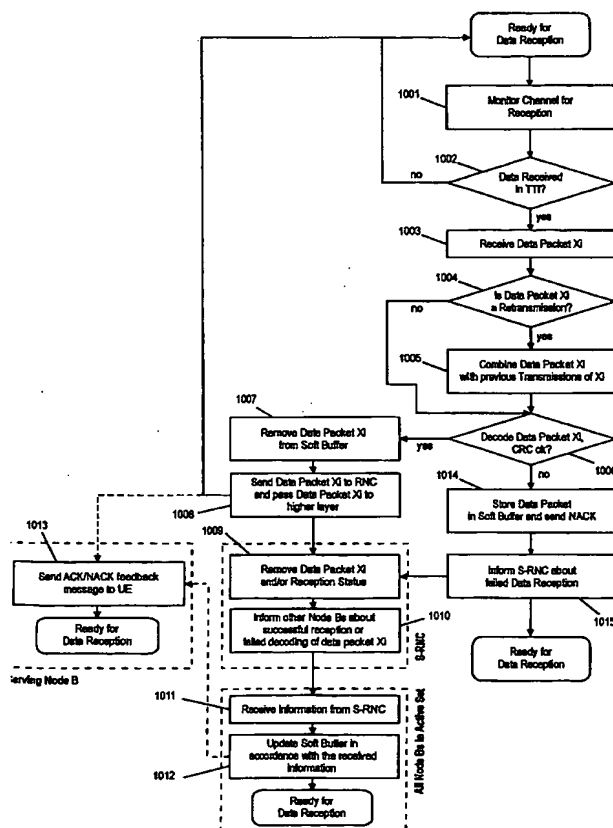 Ready for
Data Reception
1001
Monitor Channel for
Reception
1002
no
Data Received
in TTI?
yes
1003
Receive Data Packet Xi
1004
Is Data Packet Xi
a Retransmission?
no
yes
1005
Combine Data Packet Xi
with previous Transmissions of Xi
1007
Remove Data Packet Xi
from Soft Buffer
yes
Decode Data Packet Xi,
CRC ok?
no
1014
Send Data Packet Xi to RNC
and pass Data Packet Xi to
higher layer
1008
Store Data Packet
in Soft Buffer and send NACK
1013
1009
Send ACK/NACK feedback
message to UE
Remove Data Packet Xi
and/or Reception Status
Inform S-RNC about
failed Data Reception
1015
Ready for
Data Reception
Inform other Node Bs about
successful reception or
failed decoding of data packet Xi
1010
S-RNC
Ready for
Data Reception
Serving Node B
1011
Receive Information from S-RNC
Update Soft Buffer in
accordance with the received
information
1012
Ready for
Data Reception
All Node Bs in Active Set